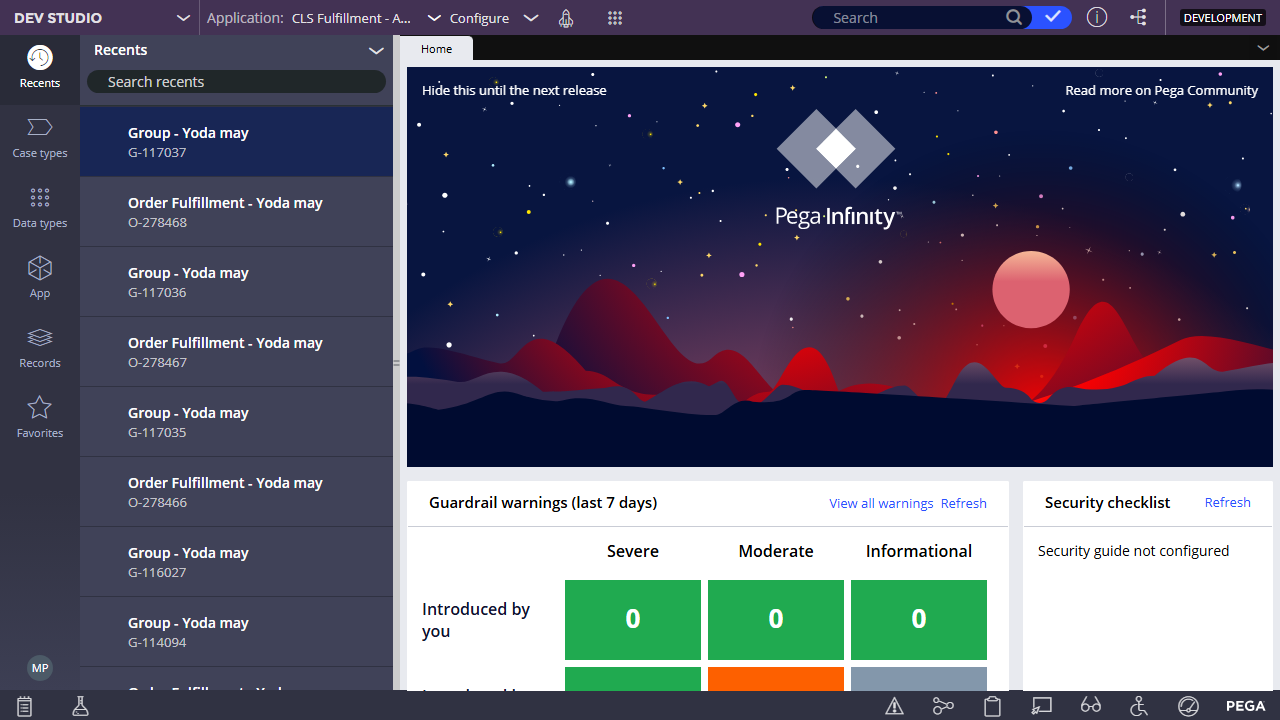 DEV STUDIO
Application: CLS Fulfillment - A...
Configure
Search
DEVELOPMENT
Recents
Case types
Data types
App
Records
Favorites
MP
Recents
Search recents
Group - Yoda may
G-117037
Order Fulfillment - Yoda may
O-278468
Group - Yoda may
G-117036
Order Fulfillment - Yoda may
O-278467
Group - Yoda may
G-117035
Order Fulfillment - Yoda may
O-278466
Group - Yoda may
G-116027
Group - Yoda may
G-114094
Home
Hide this until the next release
Read more on Pega Community
Pega Infinity™
Guardrail warnings (last 7 days)
View all warnings Refresh
Severe Moderate Informational
Introduced by
you
0 0 0
Security checklist
Refresh
Security guide not configured
PEGA